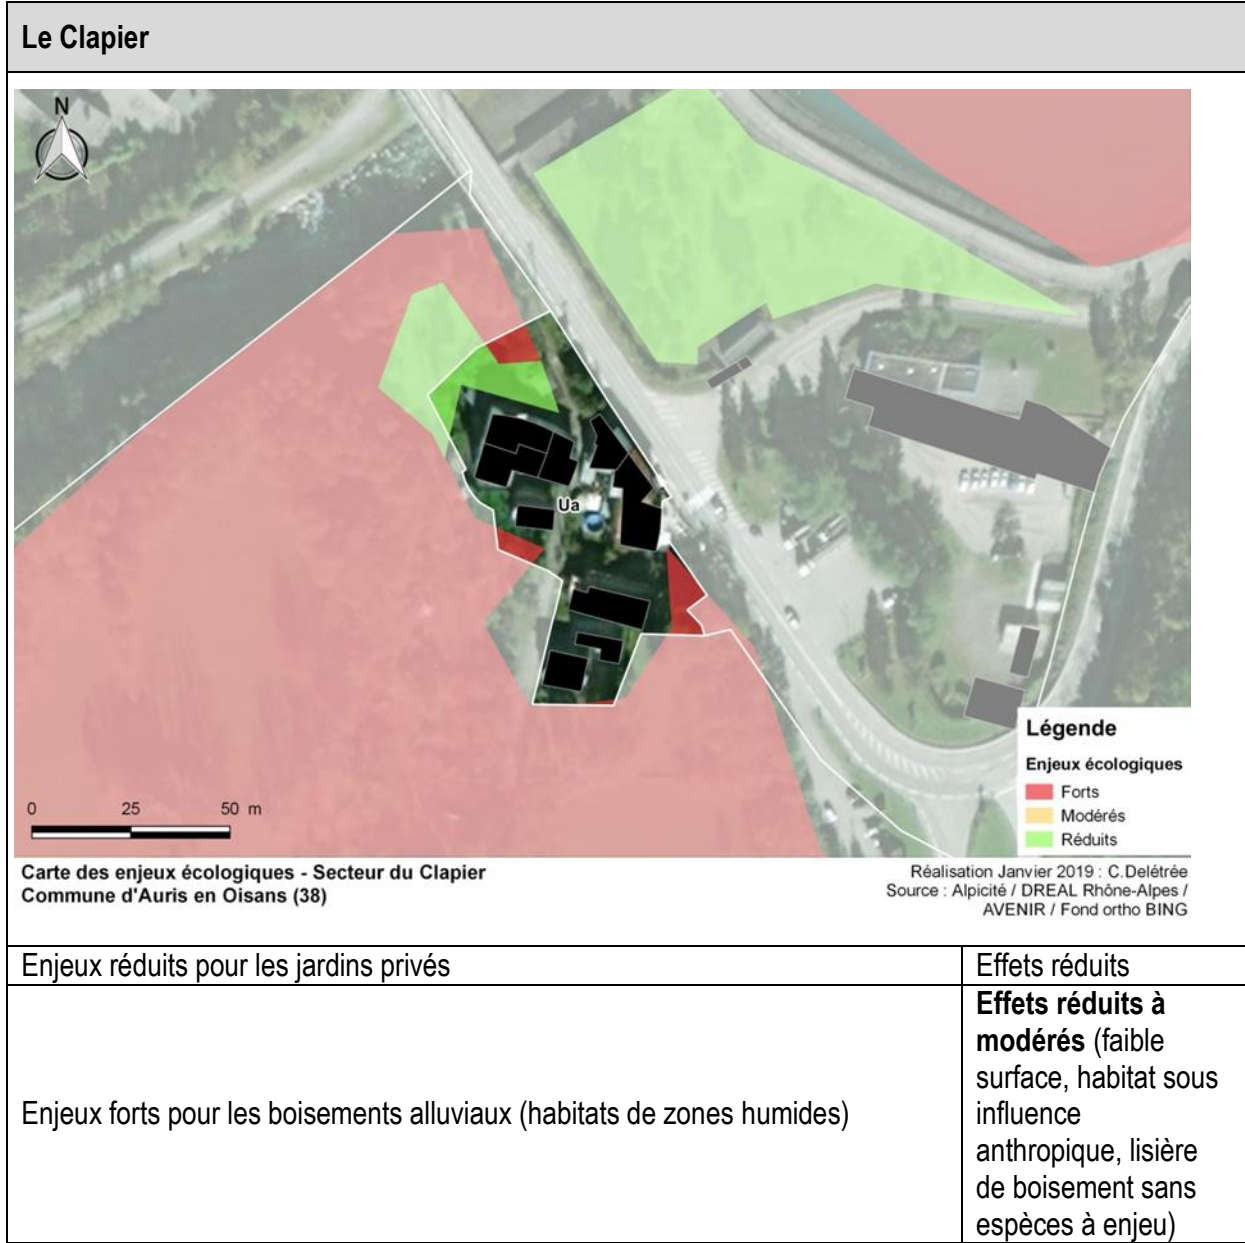 Le Clapier
N
Ua
0 25 50 m
Légende
Enjeux écologiques
Forts
Modérés
Réduits
Carte des enjeux écologiques - Secteur du Clapier
Commune d'Auris en Oisans (38)
Réalisation Janvier 2019 : C.Delétrée
Source : Alpicité / DREAL Rhône-Alpes /
AVENIR / Fond ortho BING
Enjeux réduits pour les jardins privés
Effets réduits
Enjeux forts pour les boisements alluviaux (habitats de zones humides)
Effets réduits à
modérés (faible
surface, habitat sous
influence
anthropique, lisière
de boisement sans
espèces à enjeu)